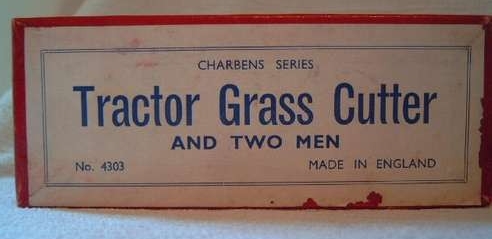 CHARBENS SERIES
Tractor Grass Cutter
AND TWO MEN
No. 4303 MADE IN ENGLAND